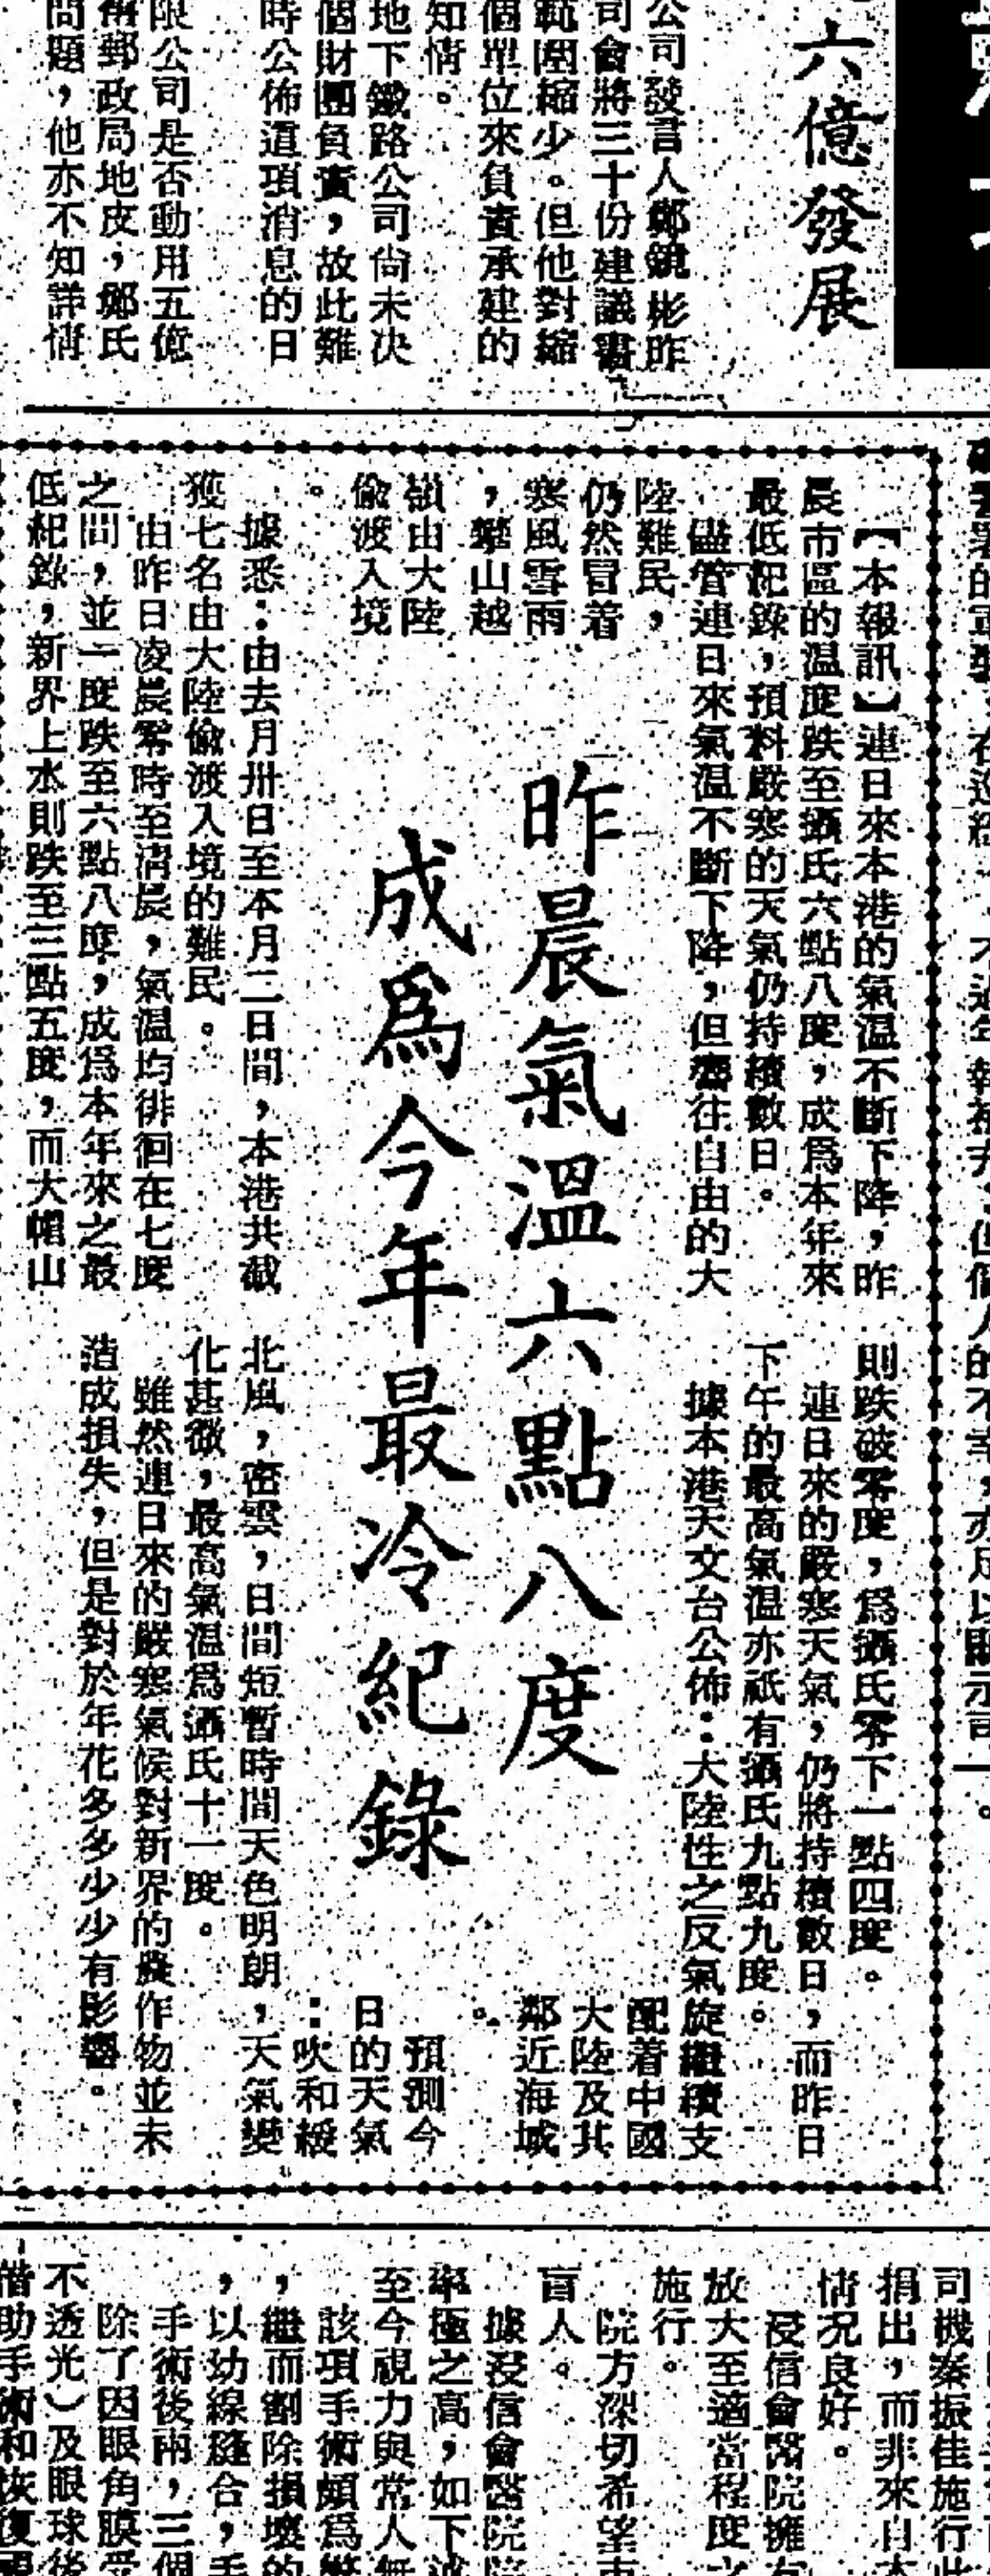 六億發展
公司發言人鄭鏡彬昨
司會將三十份建議書
範圍縮少。但他對縮
個單位來負責承建的
知情。
地下鐵路公司尙未决
個財團負責，故此難
時公佈這項消息的日
限公司是否動用五億
郵政局地皮，鄭氏
問題，他亦不知詳情
昨晨氣溫六點八度
成爲今年最冷紀錄
【本報訊】連日來本港的氣温不斷下降，昨
晨市區的温度跌至攝氏六點八度，成爲本年來
最低紀錄，預料嚴寒的天氣仍持續數日。
儘管連日來氣温不斷下降，但嚮往自由的大
陸難民，
仍然冒着
寒風雪雨
，攀山越
嶺由大陸
偸渡入境
。
據悉：由去月卅日至本月二日間，本港共截
獲七名由大陸偸渡入境的難民。
由昨日凌晨零時至淸晨，氣温均徘徊在七度
之間，並一度跌至六點八度，成爲本年來之最
低紀錄，新界上水則跌至三點五度，而大帽山
則跌破零度，爲攝氏零下一點四度。
連日來的嚴寒天氣，仍將持續數日，而昨日
下午的最高氣温亦祇有攝氏九點九度。
據本港天文台公佈：大陸性之反氣旋繼續支
配着中國
大陸及其
鄰近海域
。
預測今
日的天氣
：吹和緩
北風，密雲，日間短暫時間天色明朗，天氣變
化甚微，最高氣温爲攝氏十一度。
雖然連日來的嚴寒氣候對新界的農作物並未
造成損失，但是對於年花多多少少有影響。
司機秦振佳施行
捐出，而非來自
情况良好。
浸信會醫院擁有
放大至適當程度
施行。
院方深切希望
盲人。
據浸信會醫院
率極之高，如下
至今視力與常人無
該項手術頗爲
，繼而割除損壞的
，以幼線縫合，手
手術後兩，三個
除了因眼角膜受
不透光）及眼球後
借助手術和恢復